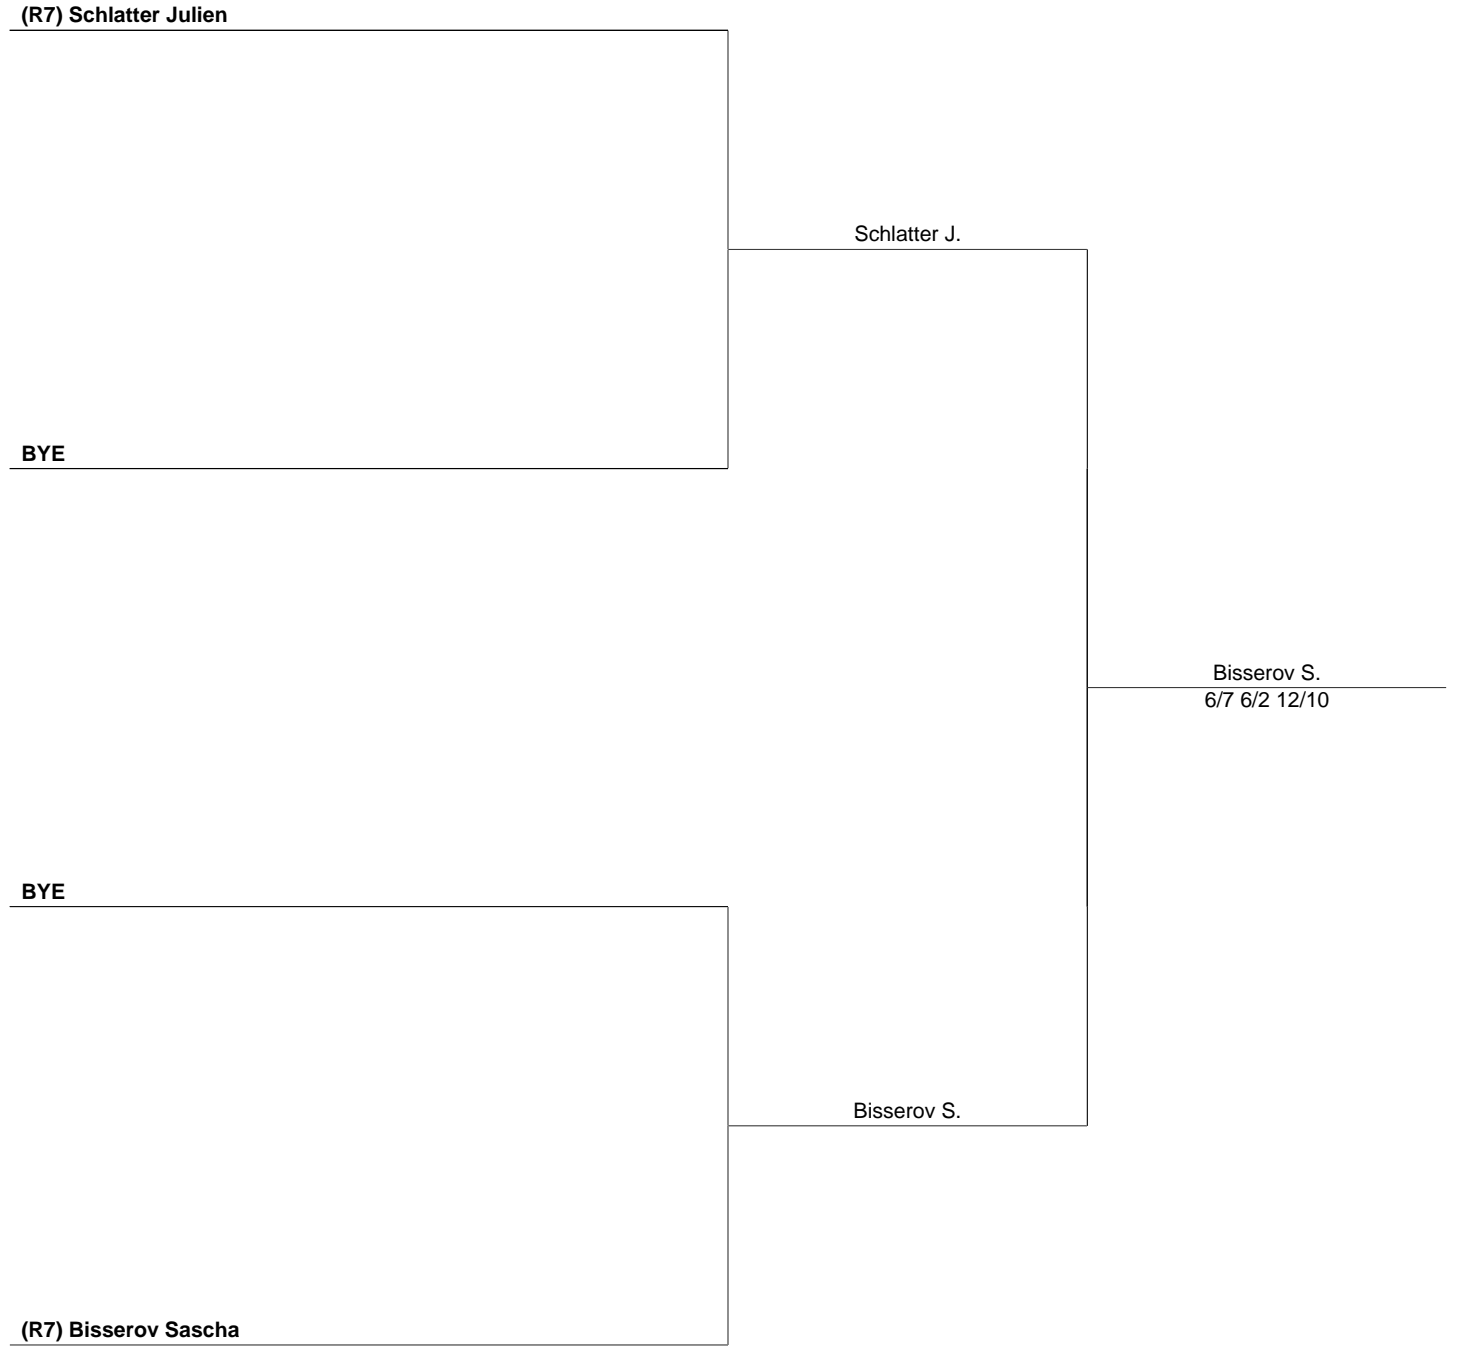 (R7) Schlatter Julien
Schlatter J.
BYE
Bisserov S.
6/7 6/2 12/10
BYE
Bisserov S.
(R7) Bisserov Sascha